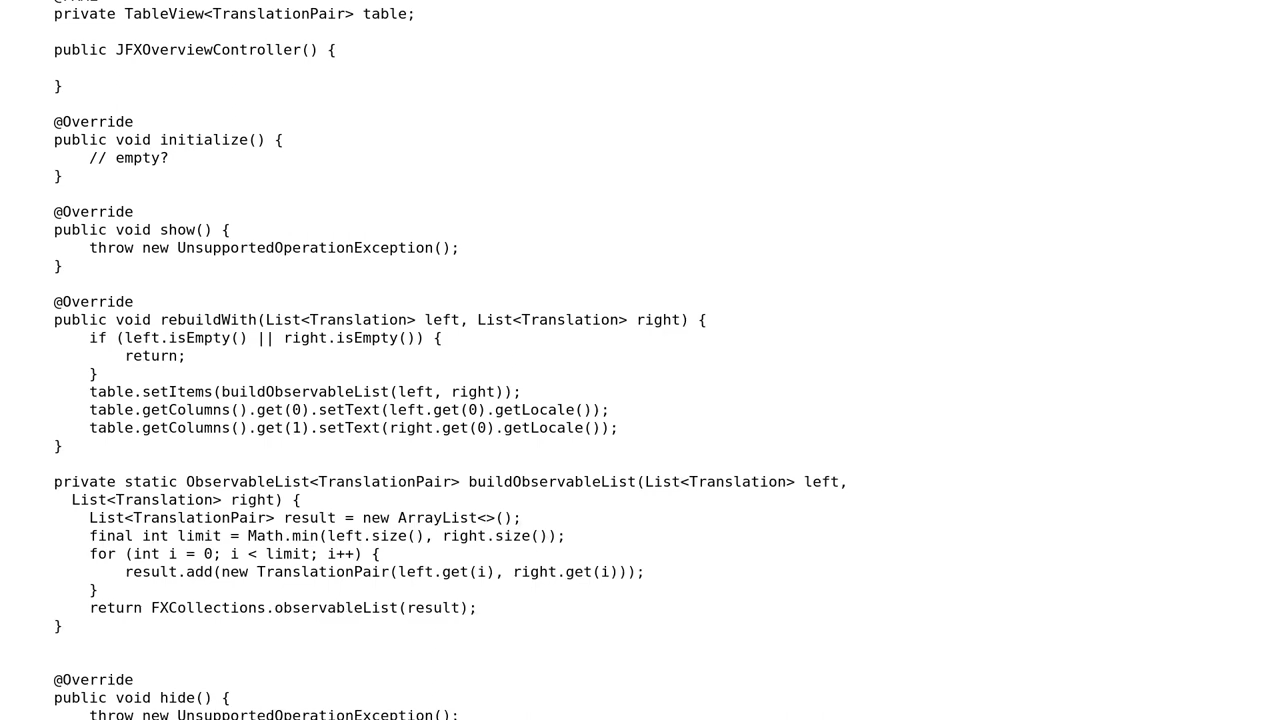 private TableView<TranslationPair> table;
public JFXOverviewController() {
}
@Override
public void initialize() {
// empty?
}
@Override
public void show() {
throw new UnsupportedOperationException();
}
@Override
public void rebuildWith(List<Translation> left, List<Translation> right) {
if (left.isEmpty() || right.isEmpty()) {
return;
}
table.setItems(buildObservableList(left, right));
table.getColumns().get(0).setText(left.get(0).getLocale());
table.getColumns().get(1).setText(right.get(0).getLocale());
}
private static ObservableList<TranslationPair> buildObservableList(List<Translation> left,
List<Translation> right) {
List<TranslationPair> result = new ArrayList<>();
final int limit = Math.min(left.size(), right.size());
for (int i = 0; i < limit; i++) {
result.add(new TranslationPair(left.get(i), right.get(i)));
}
return FXCollections.observableList(result);
}
@Override
public void hide() {
throw new UnsupportedOperationException();